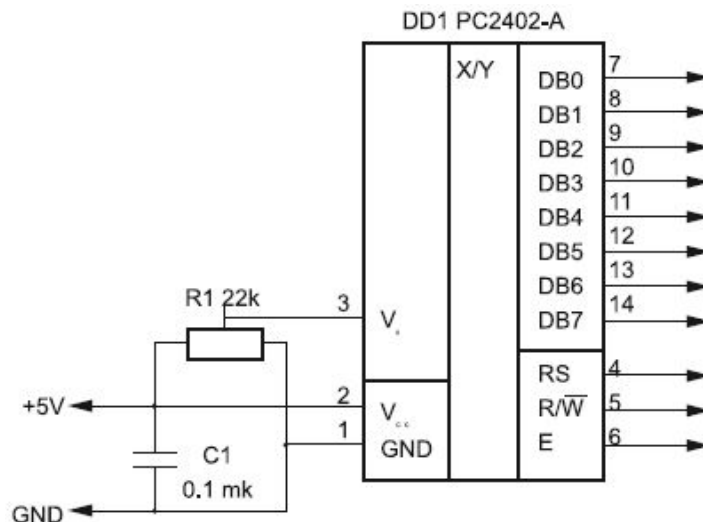 DD1 PC2402-A
X/Y
7
DB0
8
DB1
9
DB2
10
DB3
11
DB4
12
DB5
13
DB6
14
DB7
R1 22k
3
V
4
RS
+5V
2
Vcc
5
R/W̅
1
GND
6
E
C1
0.1 mk
GND